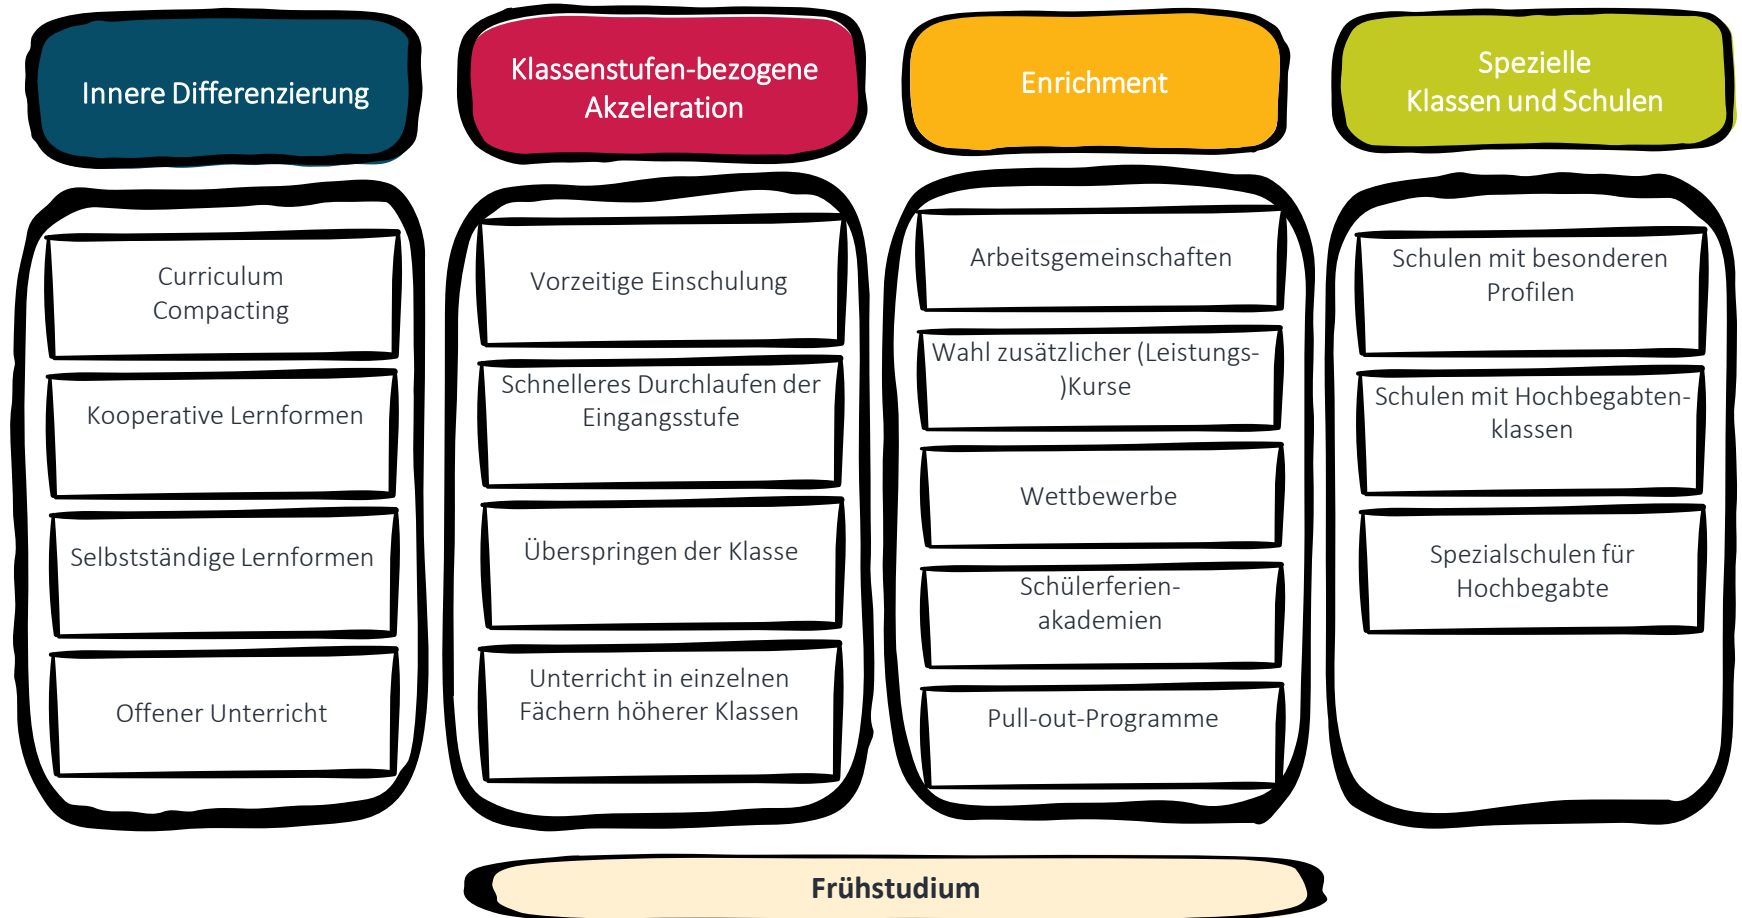 Innere Differenzierung
Curriculum
Compacting
Kooperative Lernformen
Selbstständige Lernformen
Offener Unterricht
Klassenstufen-bezogene
Akzeleration
Vorzeitige Einschulung
Schnelleres Durchlaufen der
Eingangsstufe
Überspringen der Klasse
Unterricht in einzelnen
Fächern höherer Klassen
Enrichment
Arbeitsgemeinschaften
Wahl zusätzlicher (Leistungs-
)Kurse
Wettbewerbe
Schülerferien-
akademien
Pull-out-Programme
Spezielle
Klassen und Schulen
Schulen mit besonderen
Profilen
Schulen mit Hochbegabten-
klassen
Spezialschulen für
Hochbegabte
Frühstudium